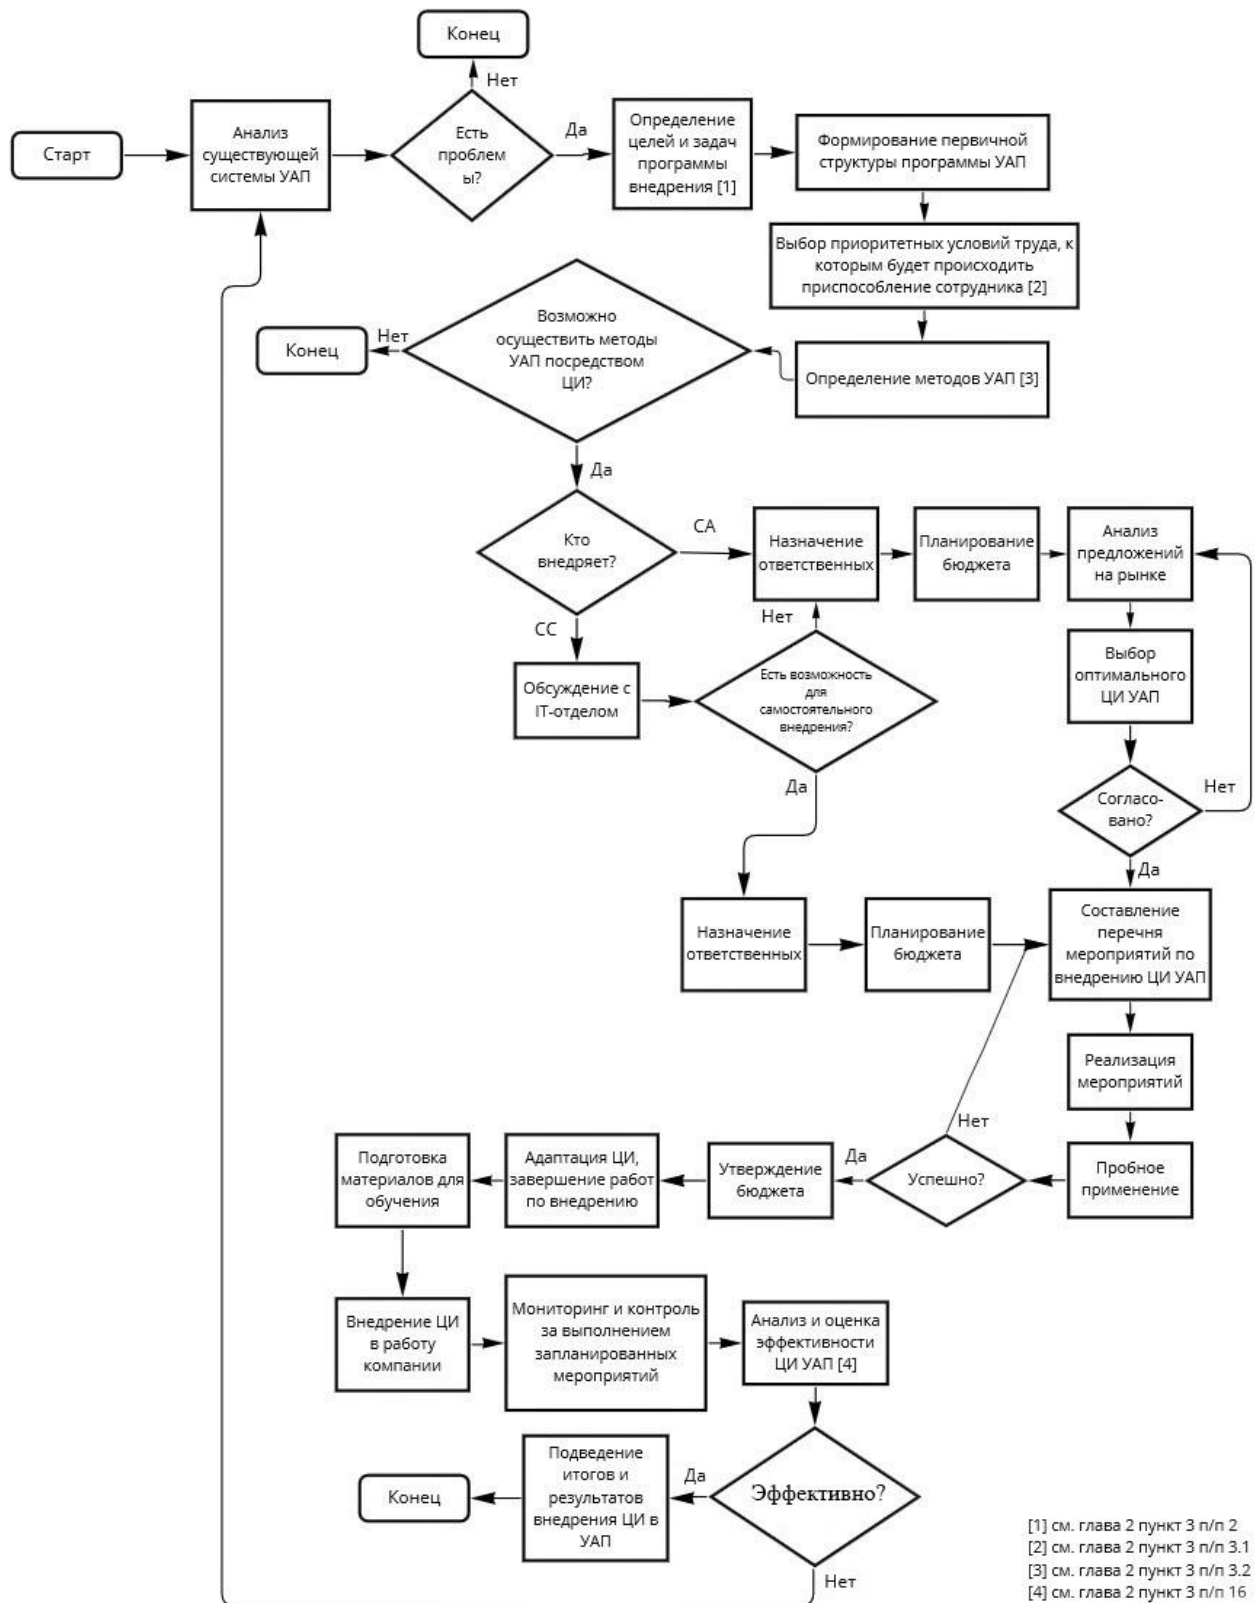 Конец
Нет
Старт
Анализ
существующей
системы УАП
Есть
проблем
ы?
Да
Определение
целей и задач
программы
внедрения [1]
Формирование первичной
структуры программы УАП
Выбор приоритетных условий труда, к
которым будет происходить
приспособление сотрудника [2]
Определение методов УАП [3]
Возможно
осуществить методы
УАП посредством
ЦИ?
Нет
Конец
Да
Кто
внедряет?
СА
Назначение
ответственных
Планирование
бюджета
Анализ
предложений
на рынке
СС
Обсуждение с
IT-отделом
Нет
Есть возможность
для
самостоятельного
внедрения?
Выбор
оптимального
ЦИ УАП
Да
Согласо-
вано?
Нет
Да
Назначение
ответственных
Планирование
бюджета
Составление
перечня
мероприятий по
внедрению ЦИ УАП
Реализация
мероприятий
Пробное
применение
Нет
Успешно?
Да
Утверждение
бюджета
Адаптация ЦИ,
завершение работ
по внедрению
Подготовка
материалов для
обучения
Внедрение ЦИ
в работу
компании
Мониторинг и контроль
за выполнением
запланированных
мероприятий
Анализ и оценка
эффективности
ЦИ УАП [4]
Эффективно?
Да
Подведение
итогов и
результатов
внедрения ЦИ в
УАП
Конец
Нет
[1] см. глава 2 пункт 3 п/п 2
[2] см. глава 2 пункт 3 п/п 3.1
[3] см. глава 2 пункт 3 п/п 3.2
[4] см. глава 2 пункт 3 п/п 16